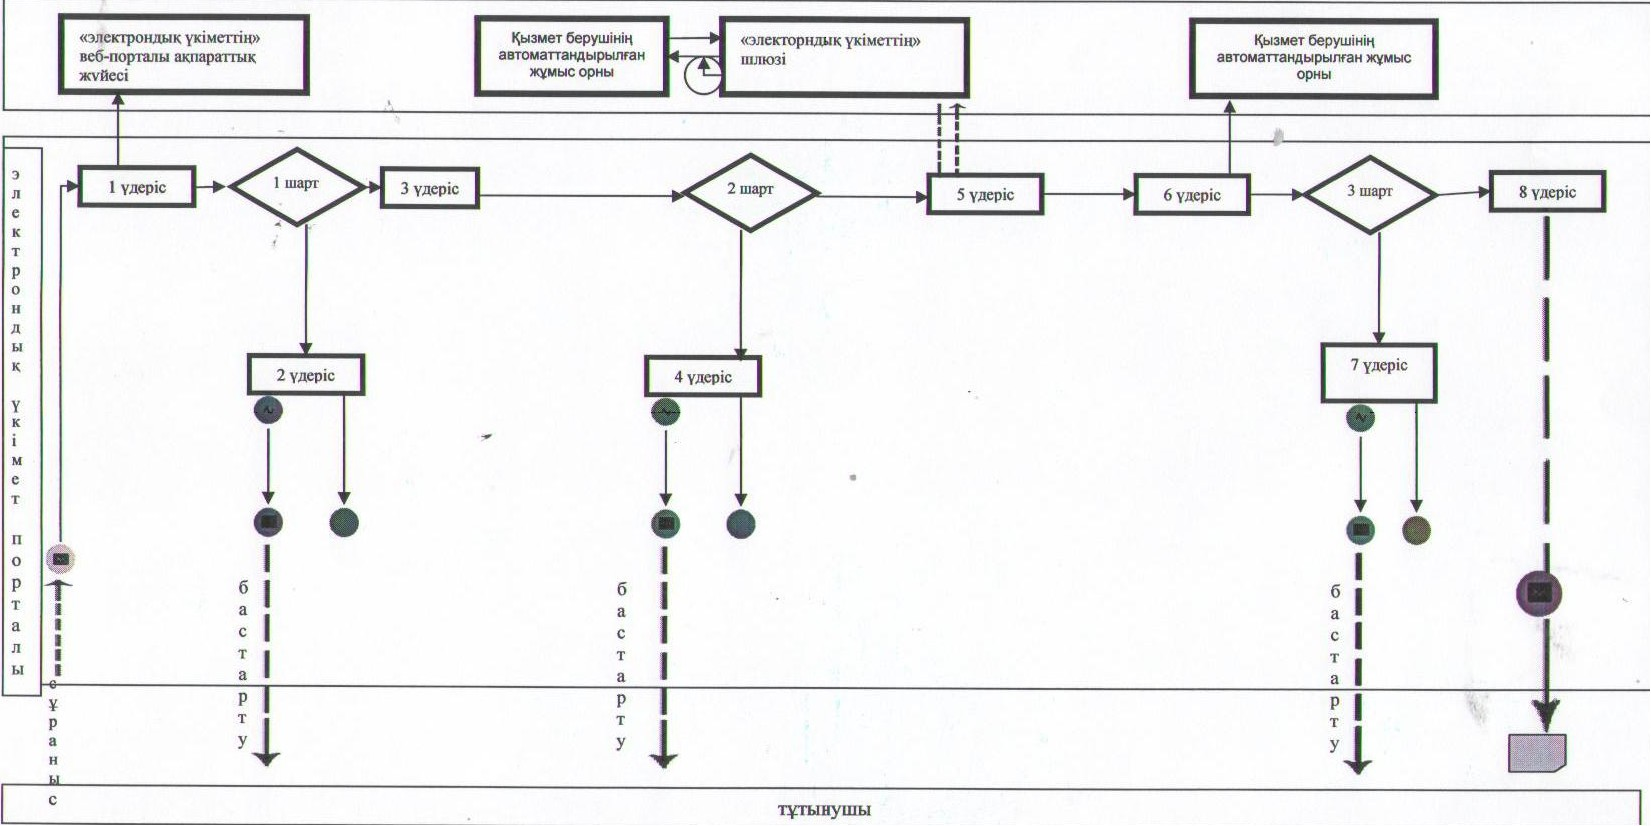 «электрондық үкіметтің»
веб-порталы ақпараттық
жүйесі
Қызмет берушінің
автоматтандырылған
жұмыс орны
«электорндық үкіметтің»
шлюзі
Қызмет берушінің
автоматтандырылған жұмыс
орны
электрондық үкімет порталы
1 үдеріс
1 шарт
3 үдеріс
2 шарт
5 үдеріс
6 үдеріс
3 шарт
8 үдеріс
2 үдеріс
4 үдеріс
7 үдеріс
сұраныс
бастарту
бастарту
бастарту
тұтынушы